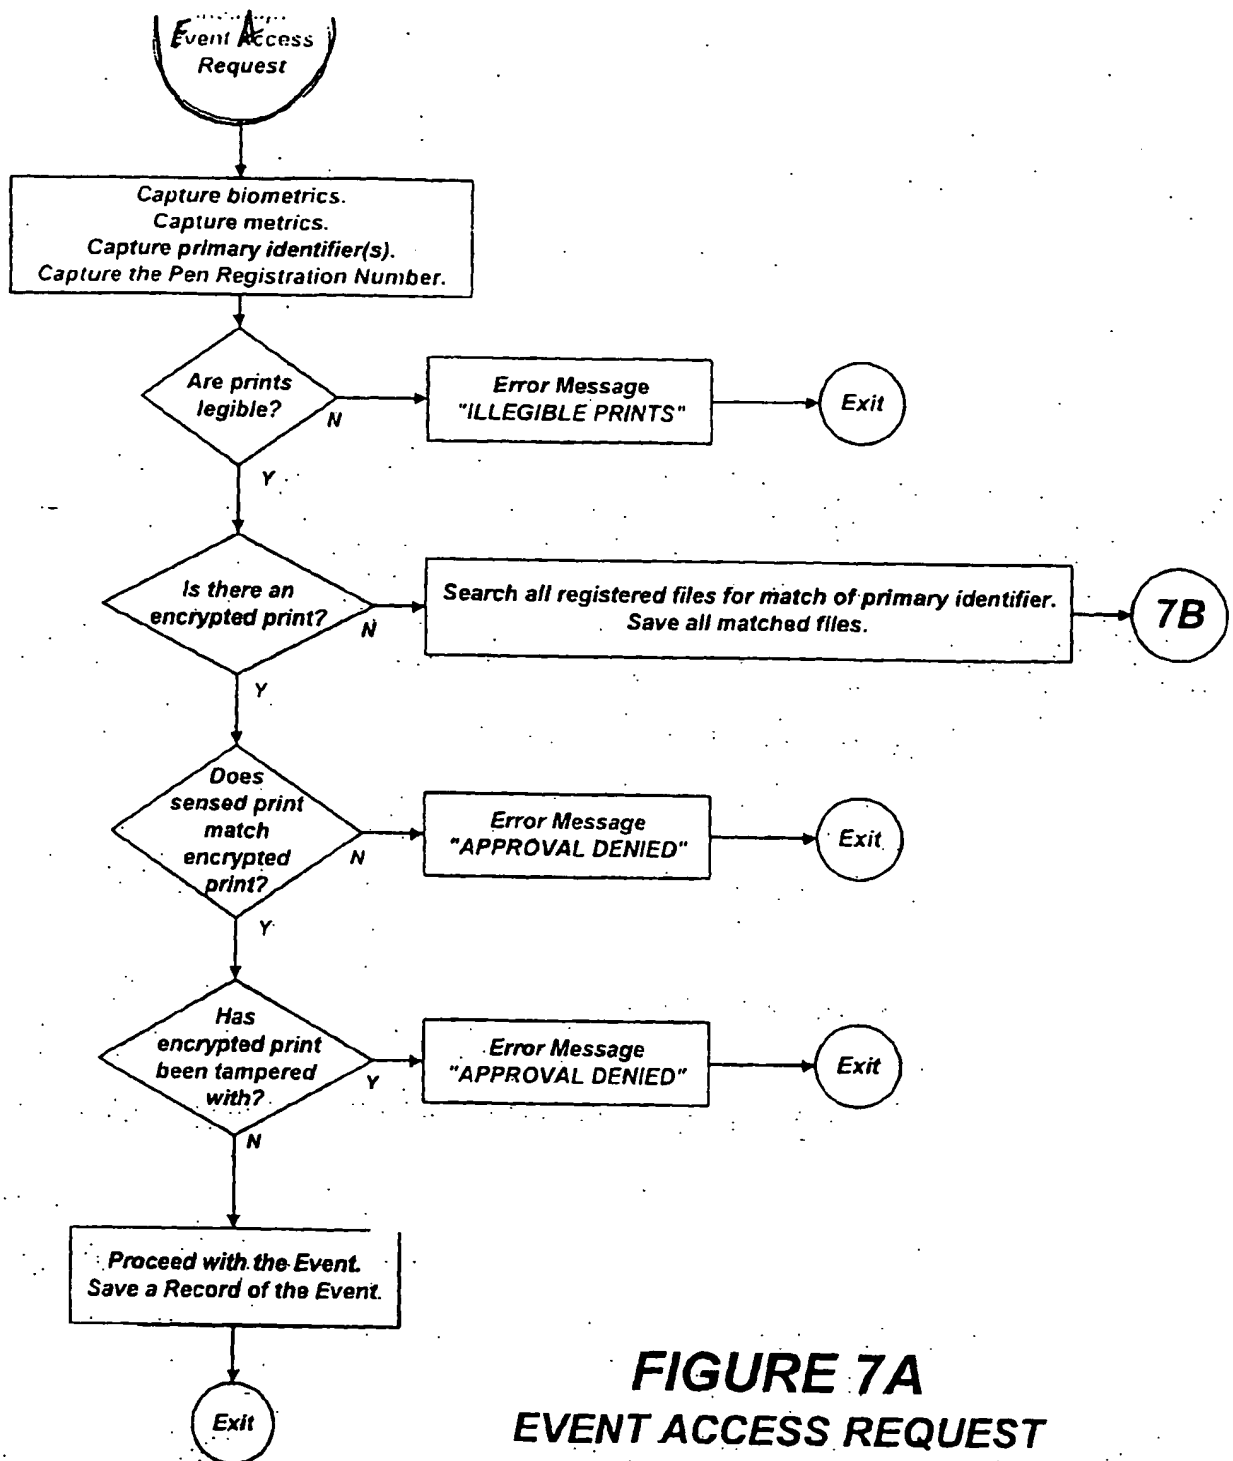 Event Access
Request
Capture biometrics.
Capture metrics.
Capture primary identifier(s).
Capture the Pen Registration Number.
Are prints
legible?
N
Error Message
"ILLEGIBLE PRINTS"
Exit
Y
Is there an
encrypted print?
N
Search all registered files for match of primary identifier.
Save all matched files.
7B
Y
Does
sensed print
match
encrypted
print?
N
Error Message
"APPROVAL DENIED"
Exit
Y
Has
encrypted print
been tampered
with?
Y
Error Message
"APPROVAL DENIED"
Exit
N
Proceed with the Event.
Save a Record of the Event.
Exit
FIGURE 7A
EVENT ACCESS REQUEST